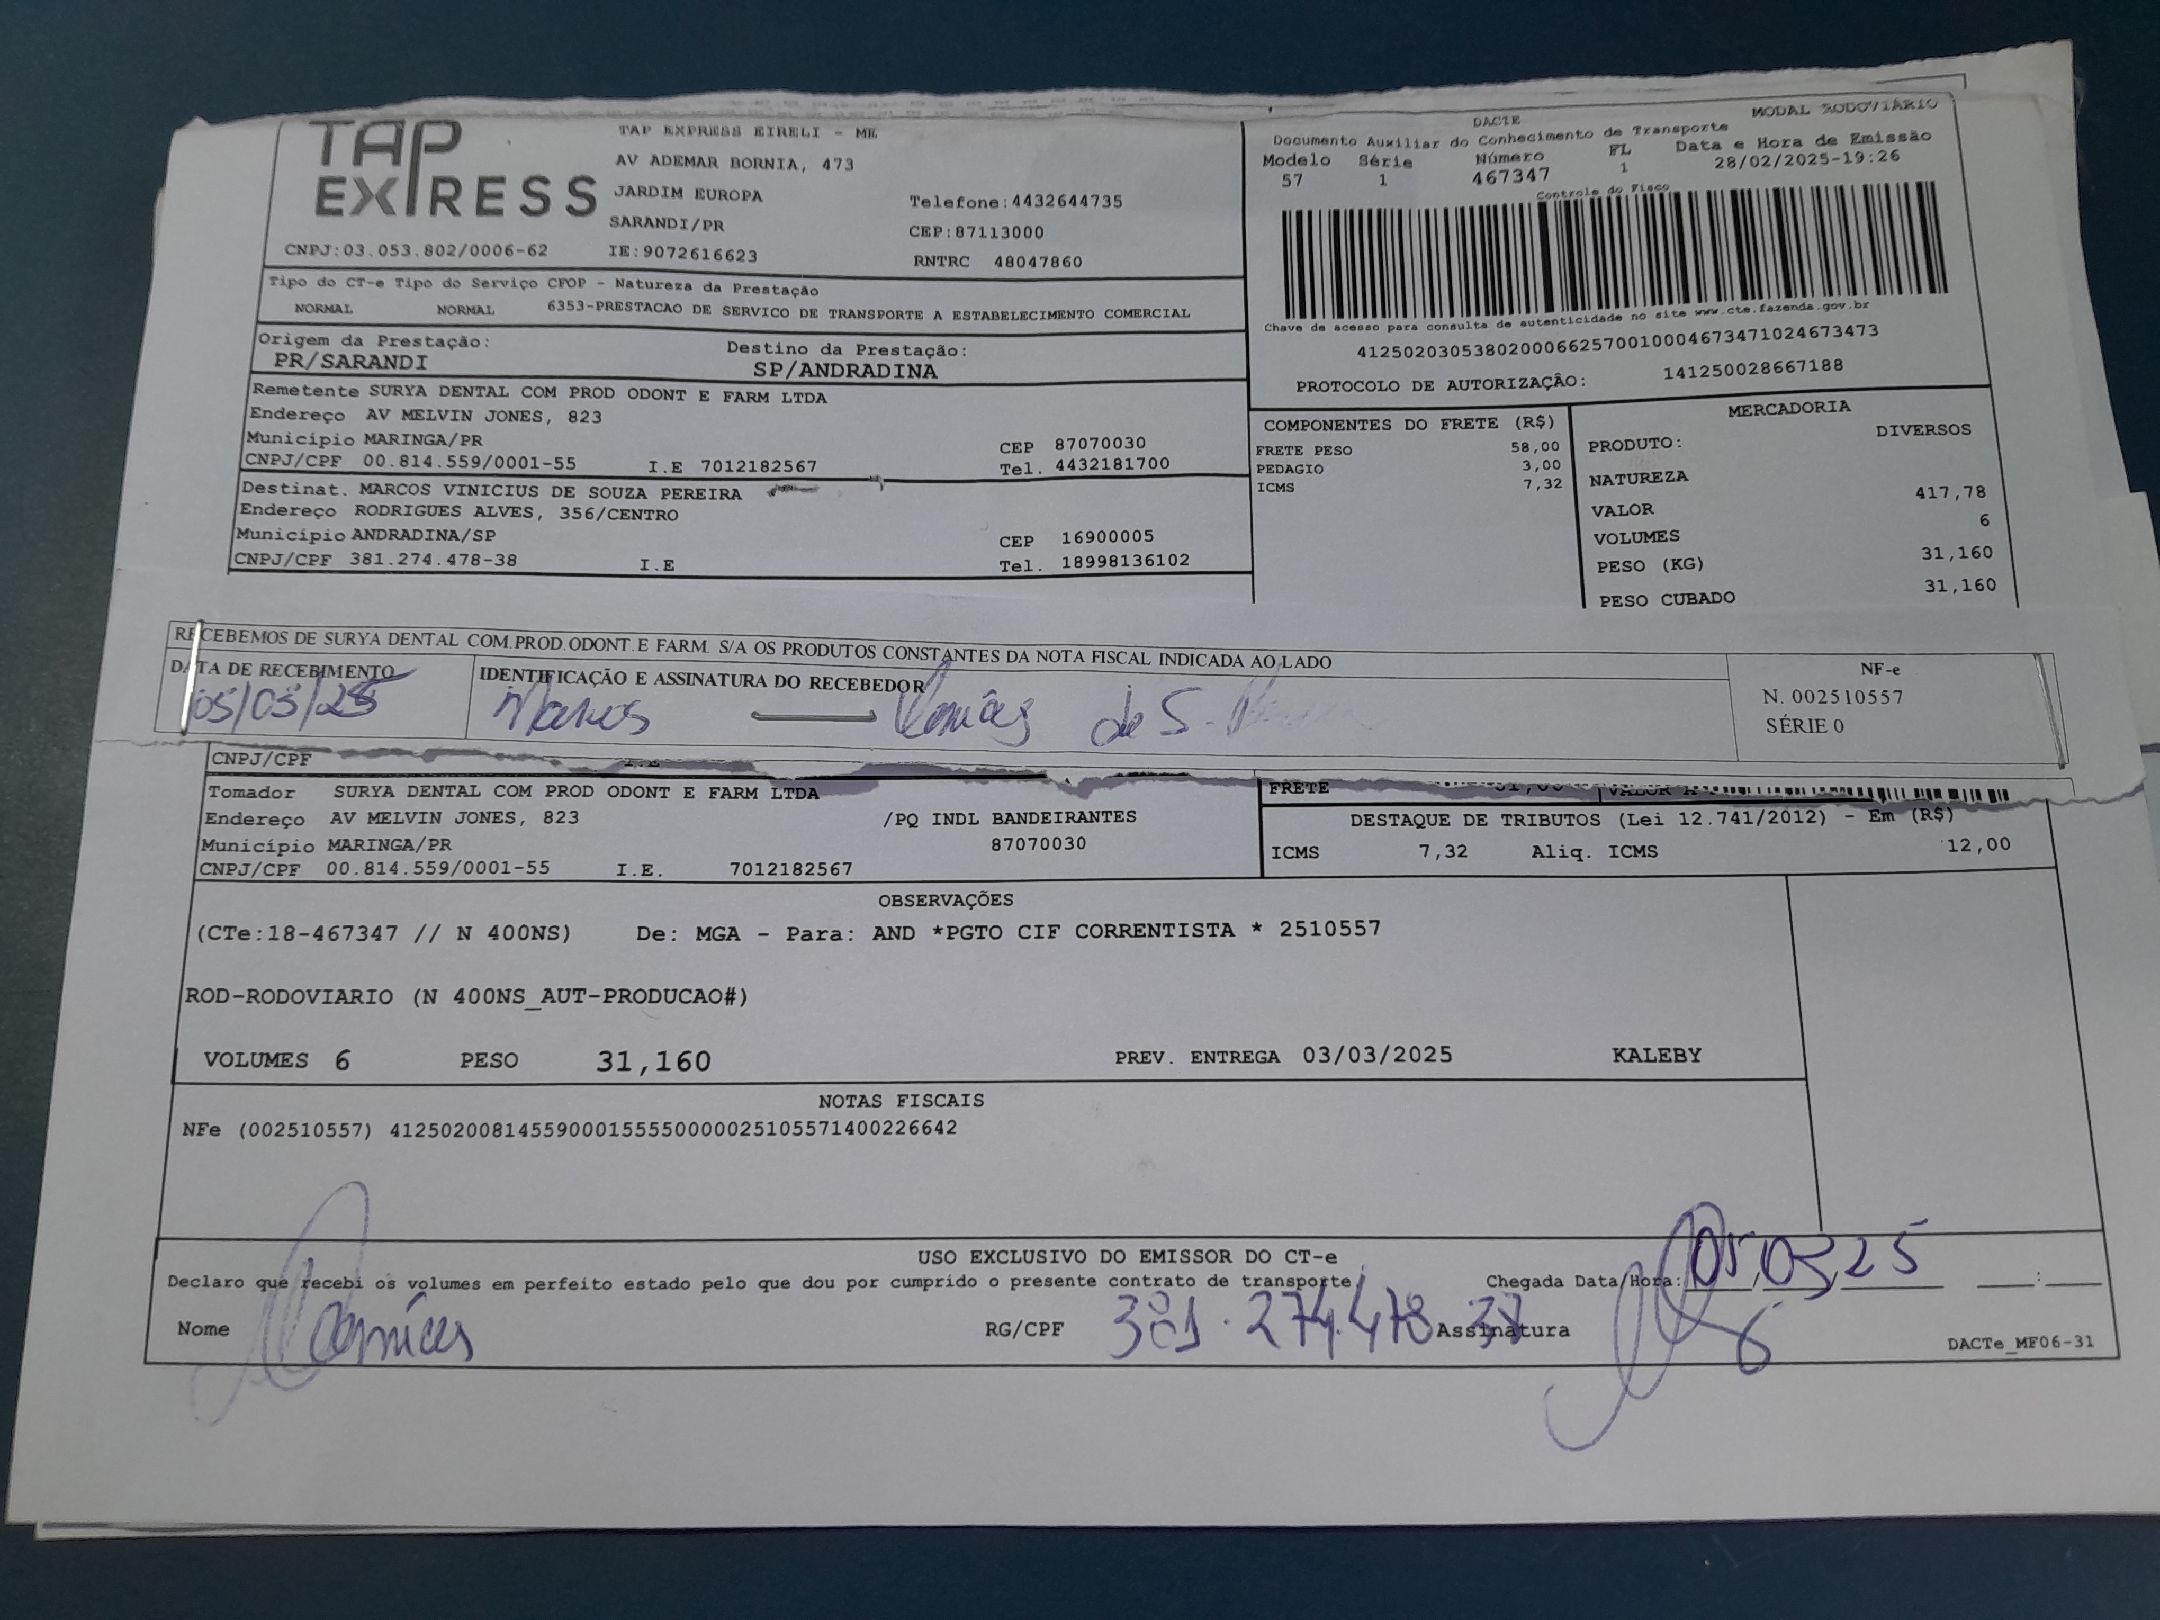 TAP EXPRESS
TAP EXPRESS EIRELI - ME
AV ADEMAR BORNIA, 473
JARDIM EUROPA
SARANDI/PR
Telefone:4432644735
CEP:87113000
CNPJ:03.053.802/0006-62 IE:9072616623 RNTRC 48047860
DACTE MODAL RODOVIARIO
Documento Auxiliar do Conhecimento de Transporte
Modelo Série Número FL Data e Hora de Emissão
57 1 467347 1 28/02/2025-19:26
Controle do Fisco
Chave de acesso para consulta de autenticidade no site www.cte.fazenda.gov.br
41250203053802000662570010004673471024673473
PROTOCOLO DE AUTORIZAÇÃO: 141250028667188
Tipo do CT-e Tipo do Serviço CFOP - Natureza da Prestação
NORMAL NORMAL 6353-PRESTACAO DE SERVICO DE TRANSPORTE A ESTABELECIMENTO COMERCIAL
Origem da Prestação: Destino da Prestação:
PR/SARANDI SP/ANDRADINA
Remetente SURYA DENTAL COM PROD ODONT E FARM LTDA
Endereço AV MELVIN JONES, 823
Município MARINGA/PR CEP 87070030
CNPJ/CPF 00.814.559/0001-55 I.E 7012182567 Tel. 4432181700
Destinat. MARCOS VINICIUS DE SOUZA PEREIRA
Endereço RODRIGUES ALVES, 356/CENTRO
Município ANDRADINA/SP CEP 16900005
CNPJ/CPF 381.274.478-38 I.E Tel. 18998136102
COMPONENTES DO FRETE (R$)
FRETE PESO 58,00
PEDAGIO 3,00
ICMS 7,32
MERCADORIA
PRODUTO: DIVERSOS
NATUREZA
VALOR 417,78
VOLUMES 6
PESO (KG) 31,160
PESO CUBADO 31,160
RECEBEMOS DE SURYA DENTAL COM.PROD.ODONT.E FARM. S/A OS PRODUTOS CONSTANTES DA NOTA FISCAL INDICADA AO LADO
DATA DE RECEBIMENTO IDENTIFICAÇÃO E ASSINATURA DO RECEBEDOR
05/03/25 Marcos de S.
NF-e
N. 002510557
SÉRIE 0
CNPJ/CPF I.E
Tomador SURYA DENTAL COM PROD ODONT E FARM LTDA
Endereço AV MELVIN JONES, 823 /PQ INDL BANDEIRANTES
Município MARINGA/PR 87070030
CNPJ/CPF 00.814.559/0001-55 I.E. 7012182567
FRETE VALOR A
DESTAQUE DE TRIBUTOS (Lei 12.741/2012) - Em (R$)
ICMS 7,32 Aliq. ICMS 12,00
OBSERVAÇÕES
(CTe:18-467347 // N 400NS) De: MGA - Para: AND *PGTO CIF CORRENTISTA * 2510557
ROD-RODOVIARIO (N 400NS_AUT-PRODUCAO#)
VOLUMES 6 PESO 31,160 PREV. ENTREGA 03/03/2025 KALEBY
NOTAS FISCAIS
NFe (002510557) 41250200814559000155550000025105571400226642
USO EXCLUSIVO DO EMISSOR DO CT-e
Declaro que recebi os volumes em perfeito estado pelo que dou por cumprido o presente contrato de transporte. Chegada Data/Hora: 05/03/25 :
Nome RG/CPF 381.274.478 38 Assinatura
DACTe_MF06-31